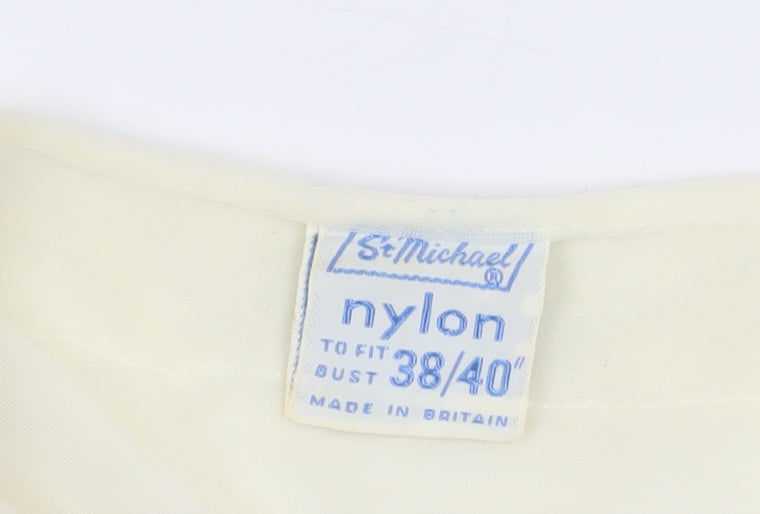 St Michael
®
nylon
TO FIT
BUST 38/40"
MADE IN BRITAIN